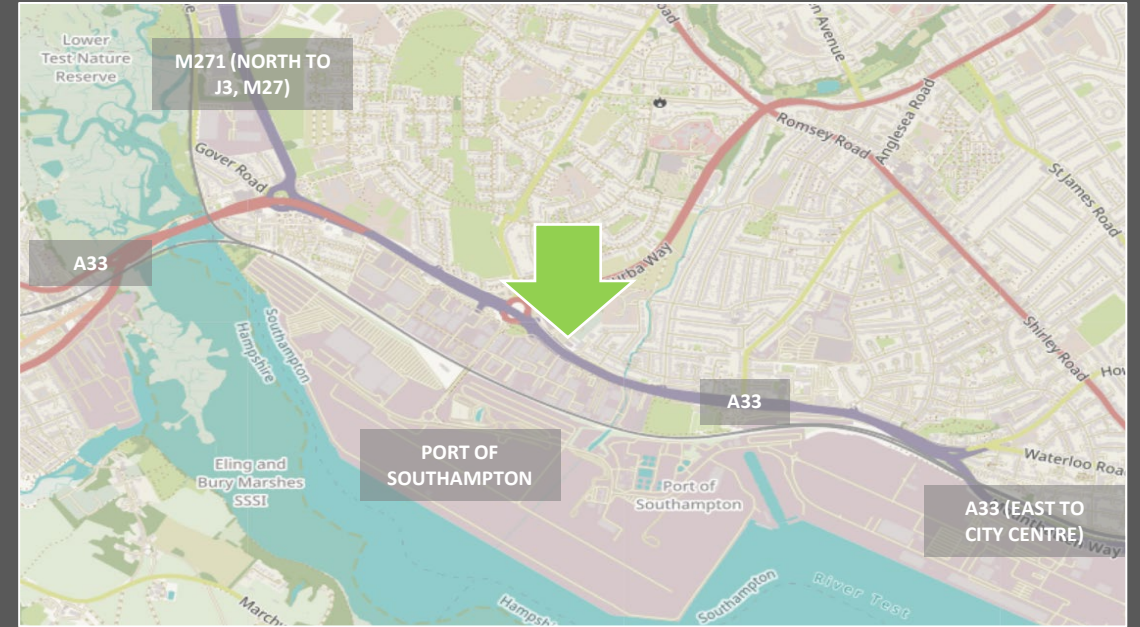 Lower
Test Nature
Reserve
M271 (NORTH TO
J3, M27)
Gover Road
Romsey Road
Anglesea Road
St James Road
A33
Southampton
Hampshire
Shirley Road
A33
PORT OF
SOUTHAMPTON
Waterloo Roa
Eling and
Bury Marshes
SSSI
Port of
Southampton
A33 (EAST TO
CITY CENTRE)
Way
River Test
Southampton